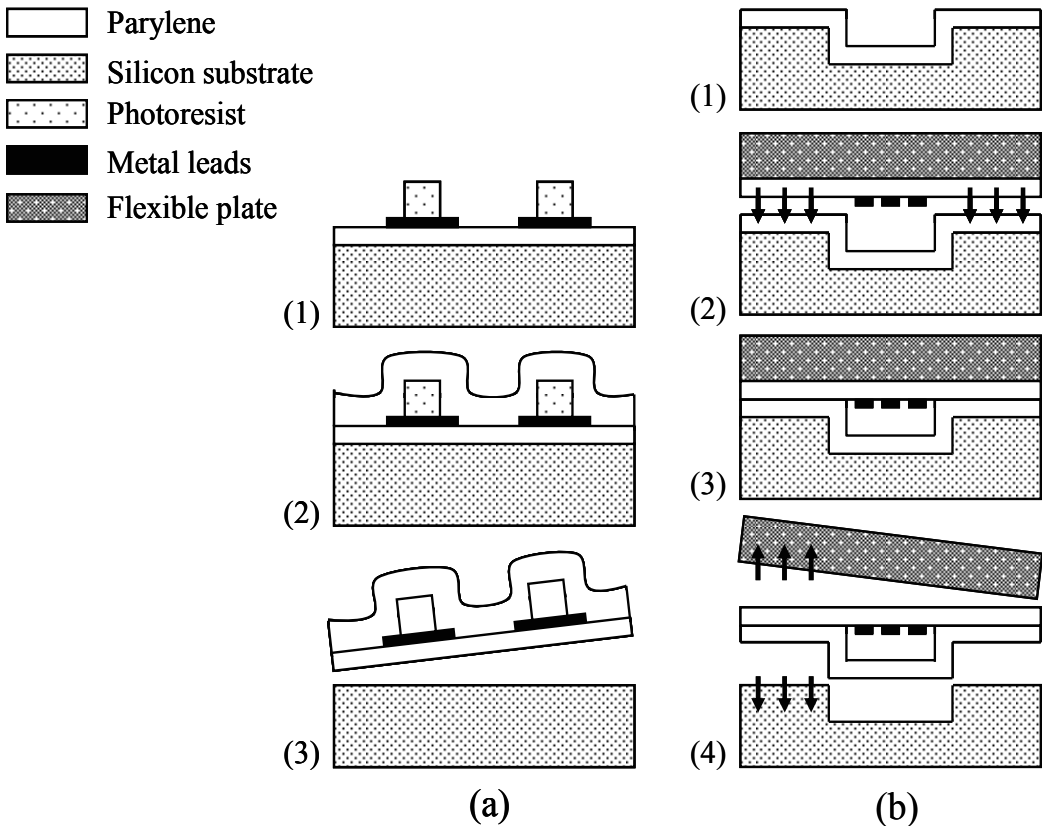 Parylene
Silicon substrate
Photoresist
Metal leads
Flexible plate
(1)
(2)
(3)
(a)
(1)
(2)
(3)
(4)
(b)